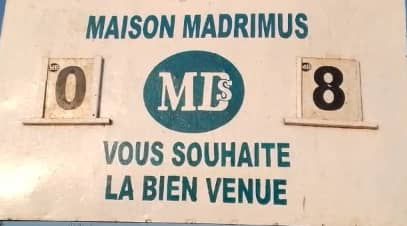 MAISON MADRIMUS
0 MDs 8
VOUS SOUHAITE
LA BIEN VENUE